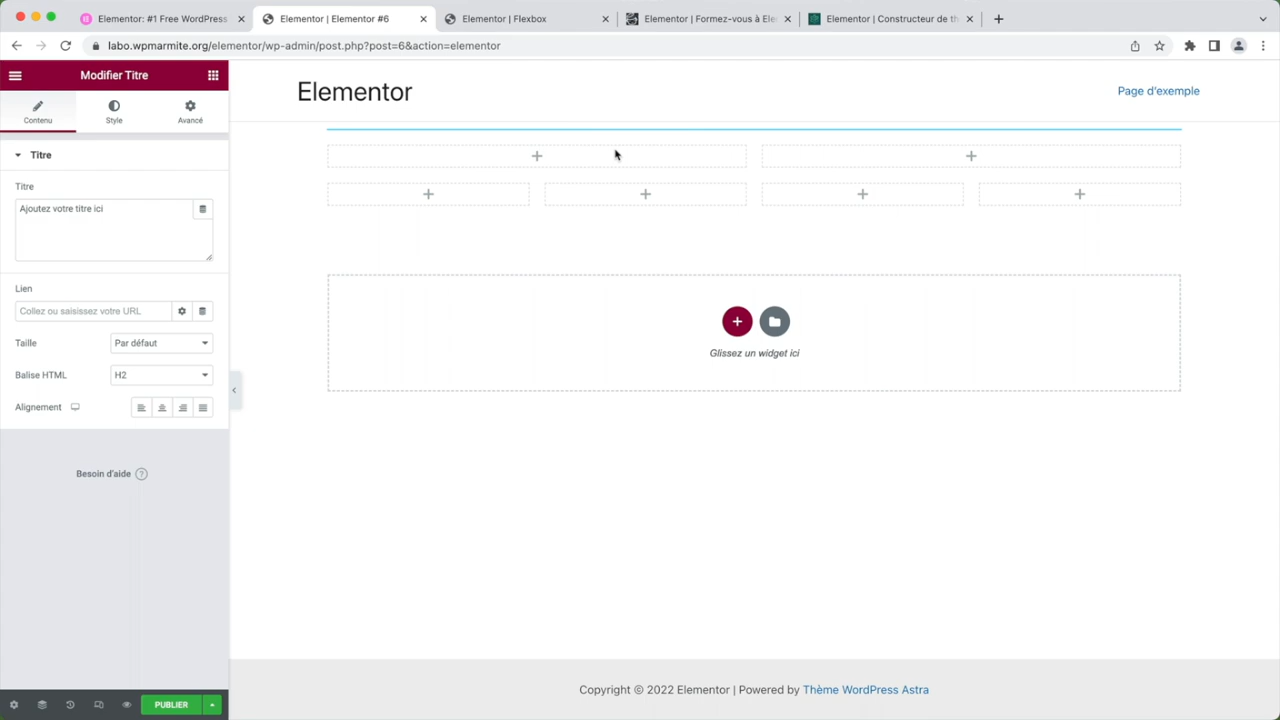 Elementor: #1 Free WordPress
Elementor | Elementor #6
Elementor | Flexbox
Elementor | Formez-vous à Ele
Elementor | Constructeur de th
labo.wpmarmite.org/elementor/wp-admin/post.php?post=6&action=elementor
Modifier Titre
Contenu
Style
Avancé
Elementor
Page d'exemple
Titre
Titre
Ajoutez votre titre ici
Lien
Collez ou saisissez votre URL
Taille
Par défaut
Balise HTML
H2
Alignement
Glissez un widget ici
Besoin d'aide ?
PUBLIER
Copyright © 2022 Elementor | Powered by Thème WordPress Astra